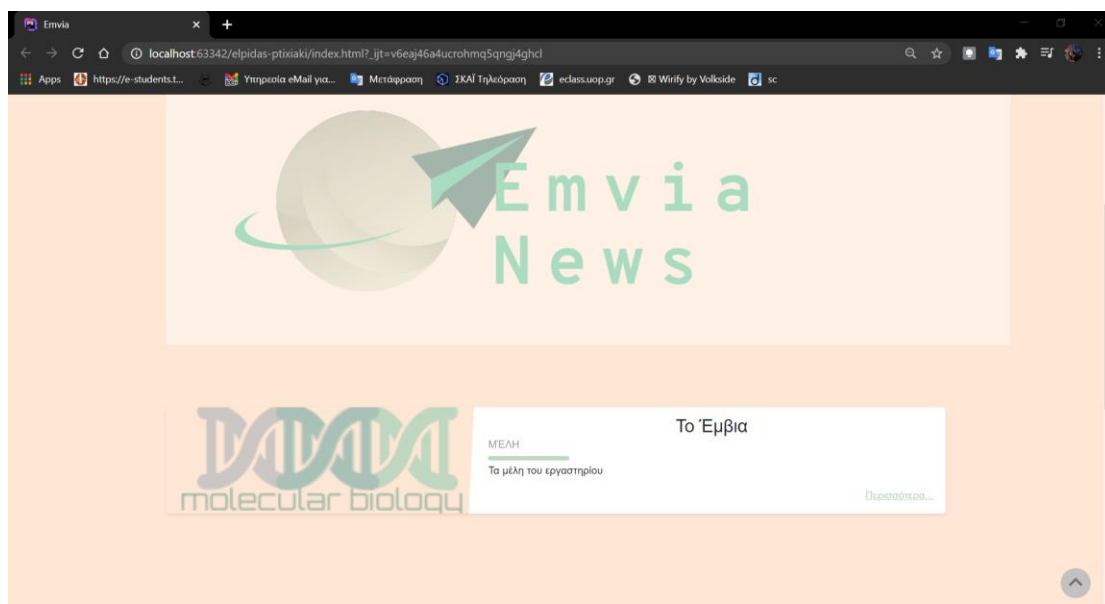 Emvia
localhost:63342/elpidas-ptixiaki/index.html?_ijt=v6eaj46a4ucrohmq5qngj4ghcl
Apps https://e-students.t... Υπηρεσία eMail για... Μετάφραση ΣΚΑΪ Τηλεόραση eclass.uop.gr Wirify by Volkside sc
Emvia
News
molecular biology
Το Έμβια
ΜΈΛΗ
Τα μέλη του εργαστηρίου
Περισσότερα...